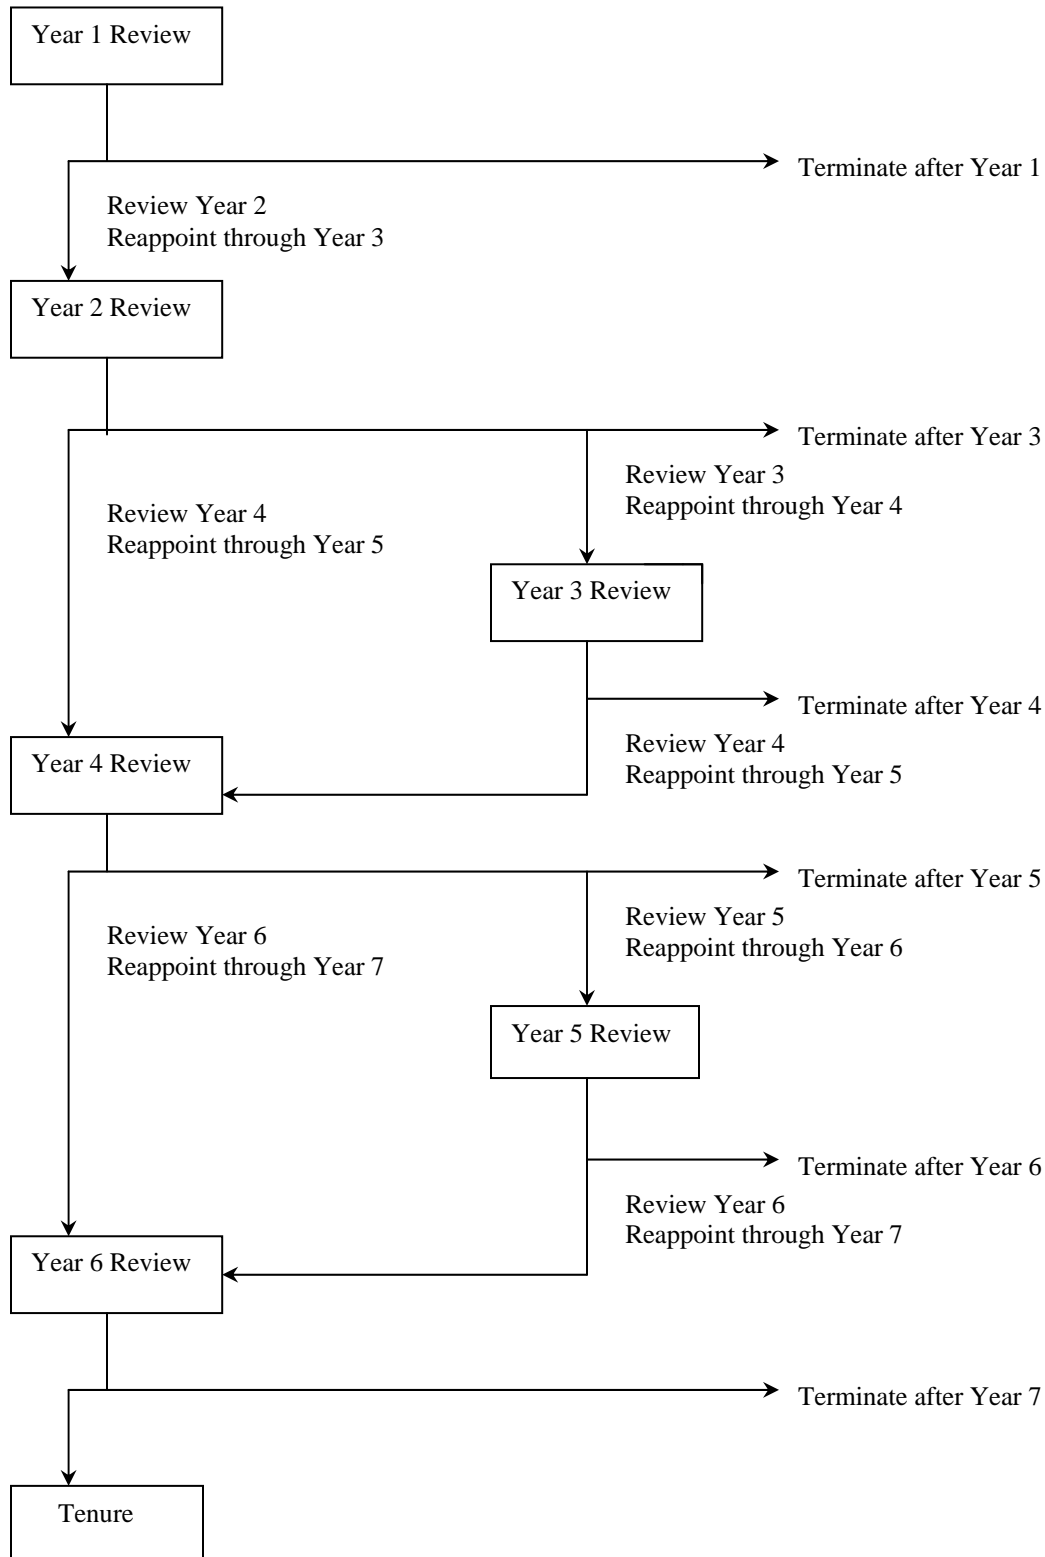 Year 1 Review
Terminate after Year 1
Review Year 2
Reappoint through Year 3
Year 2 Review
Terminate after Year 3
Review Year 3
Reappoint through Year 4
Review Year 4
Reappoint through Year 5
Year 3 Review
Terminate after Year 4
Review Year 4
Reappoint through Year 5
Year 4 Review
Terminate after Year 5
Review Year 5
Reappoint through Year 6
Review Year 6
Reappoint through Year 7
Year 5 Review
Terminate after Year 6
Review Year 6
Reappoint through Year 7
Year 6 Review
Terminate after Year 7
Tenure